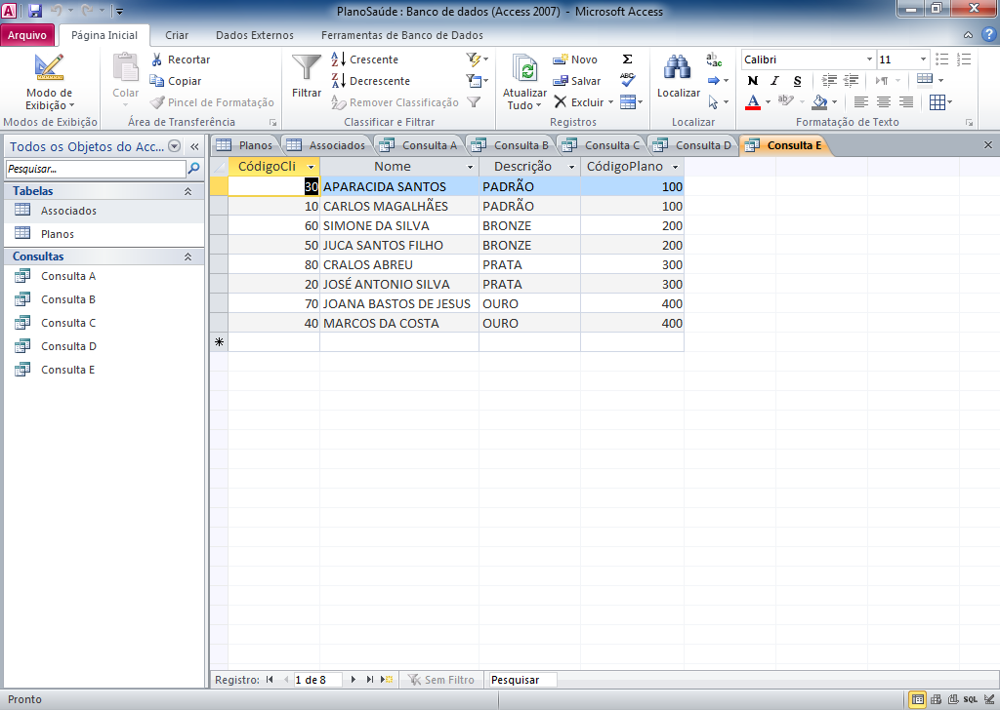 PlanoSaúde : Banco de dados (Access 2007) - Microsoft Access
Arquivo Página Inicial Criar Dados Externos Ferramentas de Banco de Dados
Modo de Exibição
Modos de Exibição
Colar
Recortar
Copiar
Pincel de Formatação
Área de Transferência
Filtrar
Crescente
Decrescente
Remover Classificação
Classificar e Filtrar
Atualizar Tudo
Novo
Salvar
Excluir
Registros
Localizar
Localizar
Calibri 11
N I S
Formatação de Texto
Todos os Objetos do Acc...
Pesquisar...
Tabelas
Associados
Planos
Consultas
Consulta A
Consulta B
Consulta C
Consulta D
Consulta E
Planos Associados Consulta A Consulta B Consulta C Consulta D Consulta E
CódigoCli Nome Descrição CódigoPlano
30 APARACIDA SANTOS PADRÃO 100
10 CARLOS MAGALHÃES PADRÃO 100
60 SIMONE DA SILVA BRONZE 200
50 JUCA SANTOS FILHO BRONZE 200
80 CRALOS ABREU PRATA 300
20 JOSÉ ANTONIO SILVA PRATA 300
70 JOANA BASTOS DE JESUS OURO 400
40 MARCOS DA COSTA OURO 400
Registro: 1 de 8 Sem Filtro Pesquisar
Pronto SQL